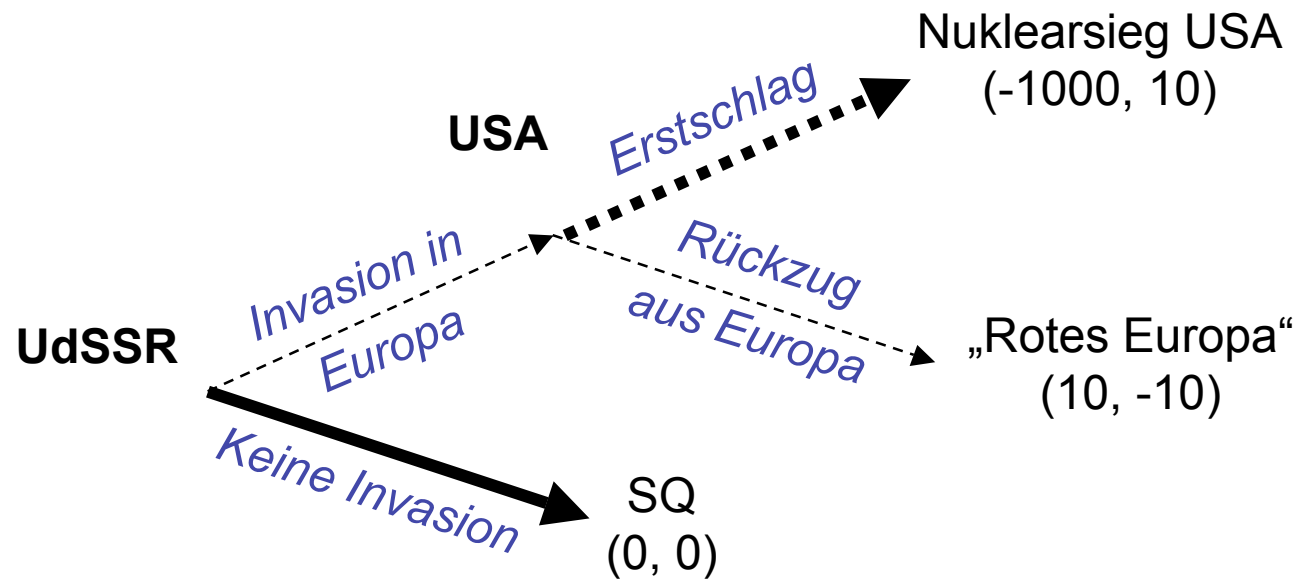 Nuklearsieg USA
(-1000, 10)
USA
Erstschlag
Invasion in
Europa
Rückzug
aus Europa
UdSSR
„Rotes Europa“
(10, -10)
Keine Invasion
SQ
(0, 0)